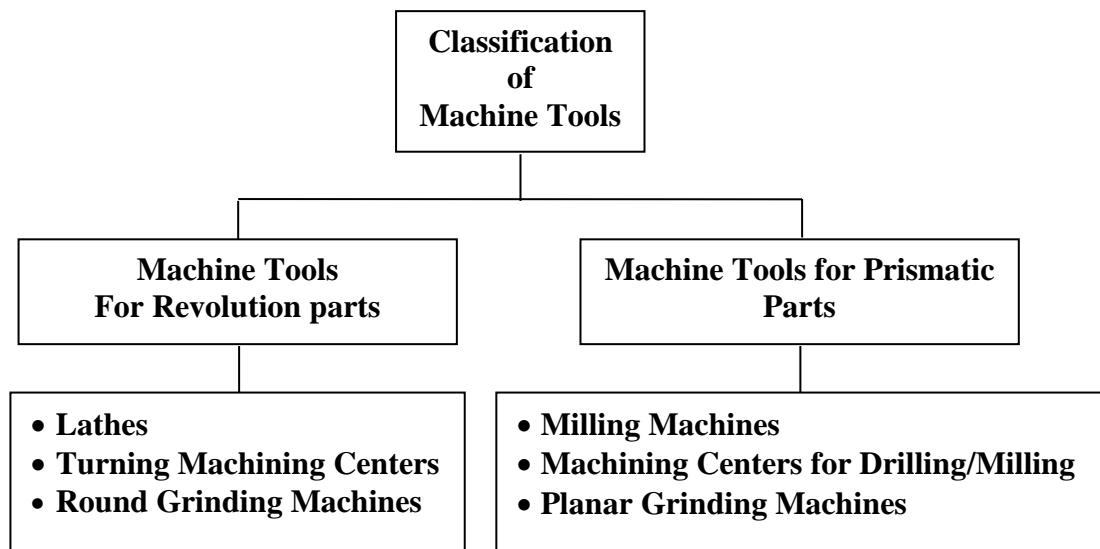 Classification
of
Machine Tools
Machine Tools
For Revolution parts
Machine Tools for Prismatic
Parts
• Lathes
• Turning Machining Centers
• Round Grinding Machines
• Milling Machines
• Machining Centers for Drilling/Milling
• Planar Grinding Machines